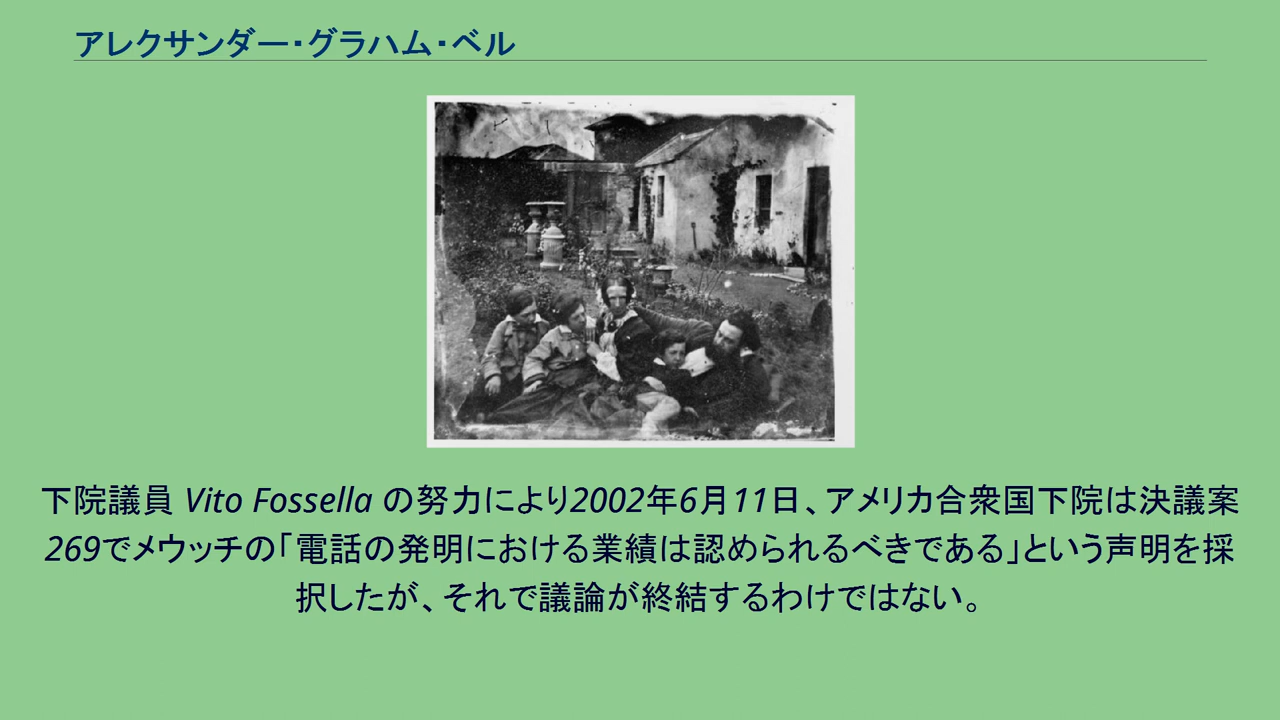 アレクサンダー・グラハム・ベル
下院議員 Vito Fossella の努力により2002年6月11日、アメリカ合衆国下院は決議案
269でメウッチの「電話の発明における業績は認められるべきである」という声明を採
択したが、それで議論が終結するわけではない。